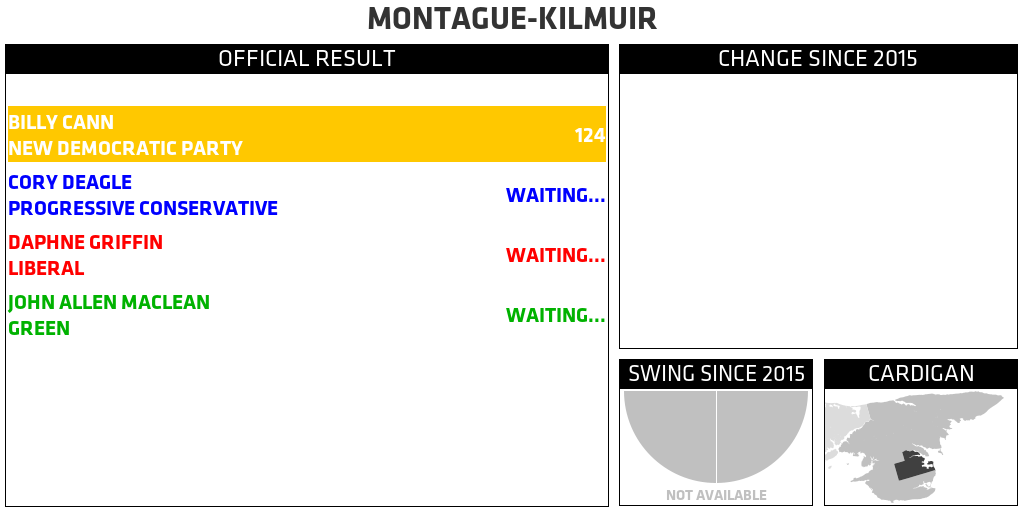 MONTAGUE-KILMUIR
OFFICIAL RESULT
BILLY CANN
NEW DEMOCRATIC PARTY
124
CORY DEAGLE
PROGRESSIVE CONSERVATIVE
WAITING...
DAPHNE GRIFFIN
LIBERAL
WAITING...
JOHN ALLEN MACLEAN
GREEN
WAITING...
CHANGE SINCE 2015
SWING SINCE 2015
NOT AVAILABLE
CARDIGAN